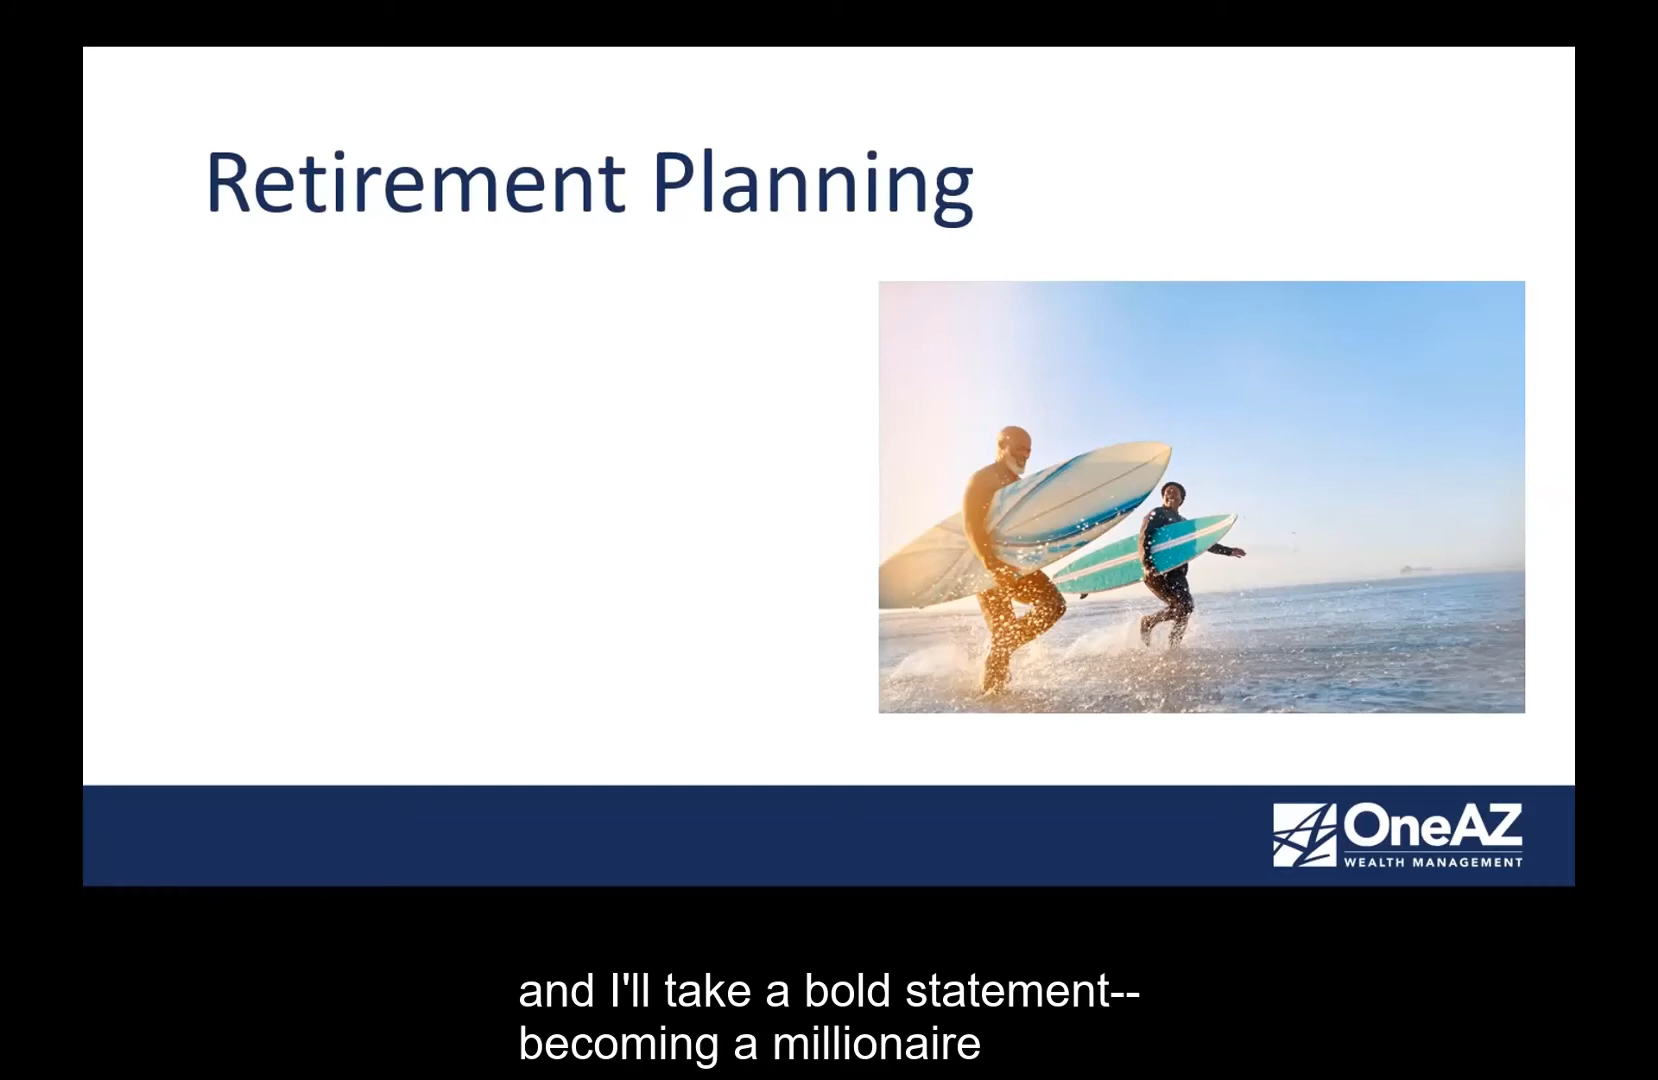 Retirement Planning
OneAZ
WEALTH MANAGEMENT
and I'll take a bold statement--
becoming a millionaire